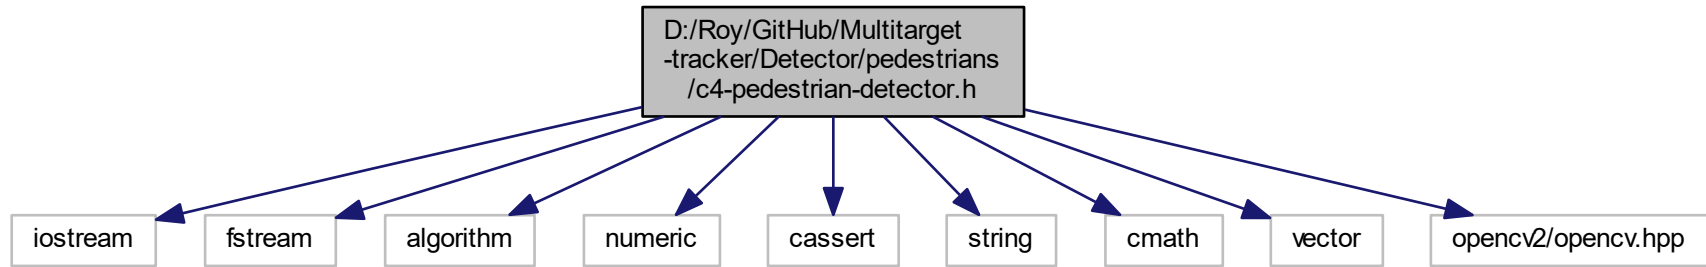 D:/Roy/GitHub/Multitarget
-tracker/Detector/pedestrians
/c4-pedestrian-detector.h
iostream
fstream
algorithm
numeric
cassert
string
cmath
vector
opencv2/opencv.hpp